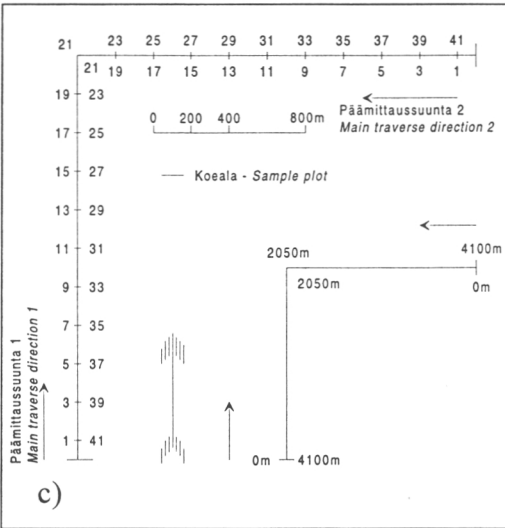 21 23 25 27 29 31 33 35 37 39 41
21 19 17 15 13 11 9 7 5 3 1
19 23
17 25
15 27
13 29
11 31
9 33
7 35
5 37
3 39
1 41
0 200 400 800m
Päämittaussuunta 2
Main traverse direction 2
Koeala - Sample plot
2050m 4100m
2050m 0m
0m 4100m
Päämittaussuunta 1
Main traverse direction 1
c)